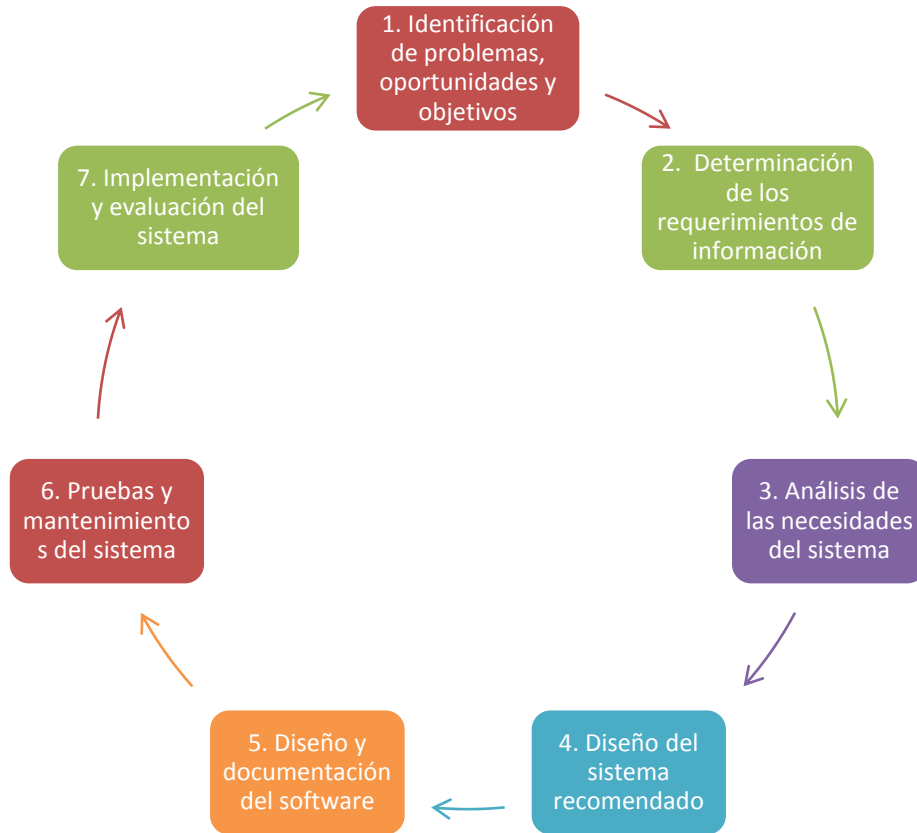 1. Identificación
de problemas,
oportunidades y
objetivos
2. Determinación
de los
requerimientos de
información
3. Análisis de
las necesidades
del sistema
4. Diseño del
sistema
recomendado
5. Diseño y
documentación
del software
6. Pruebas y
mantenimiento
s del sistema
7. Implementación
y evaluación del
sistema